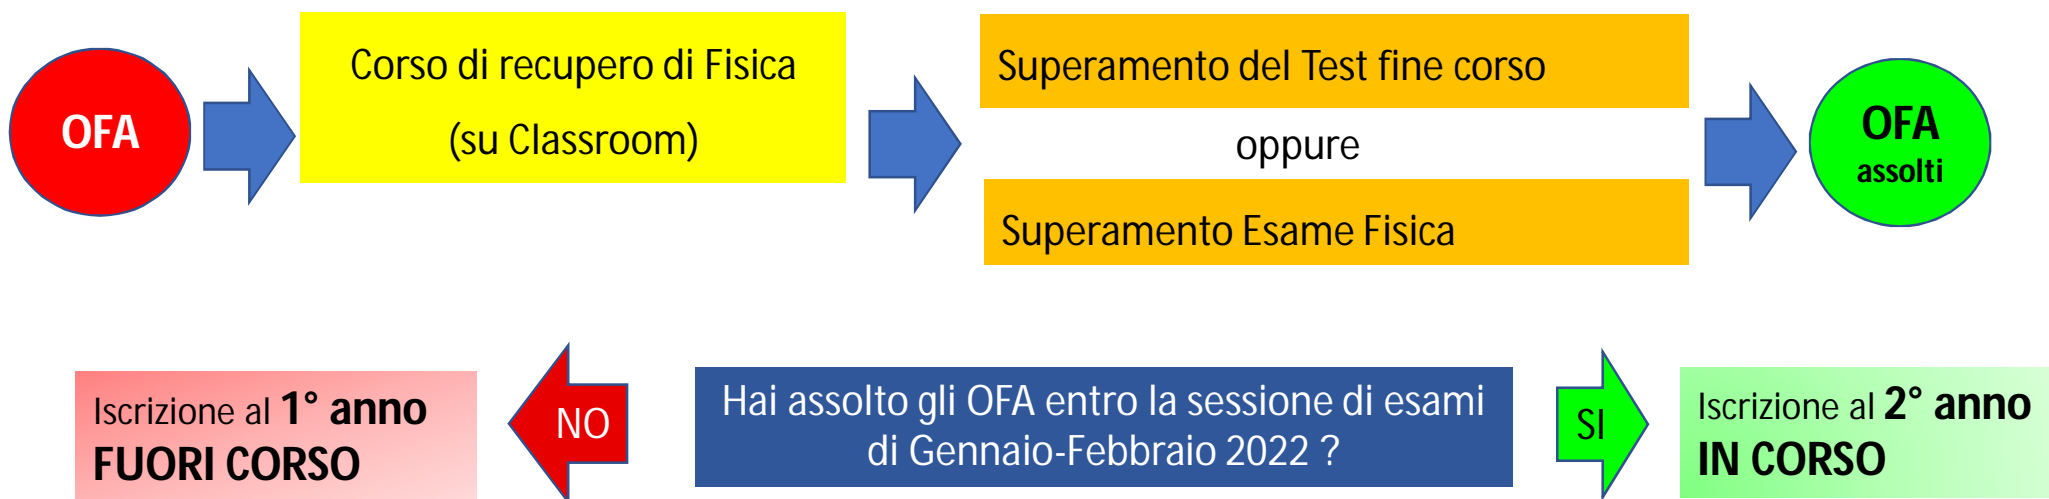 OFA
Corso di recupero di Fisica
(su Classroom)
Superamento del Test fine corso
oppure
Superamento Esame Fisica
OFA
assolti
Iscrizione al 1° anno
FUORI CORSO
NO
Hai assolto gli OFA entro la sessione di esami
di Gennaio-Febbraio 2022 ?
SI
Iscrizione al 2° anno
IN CORSO